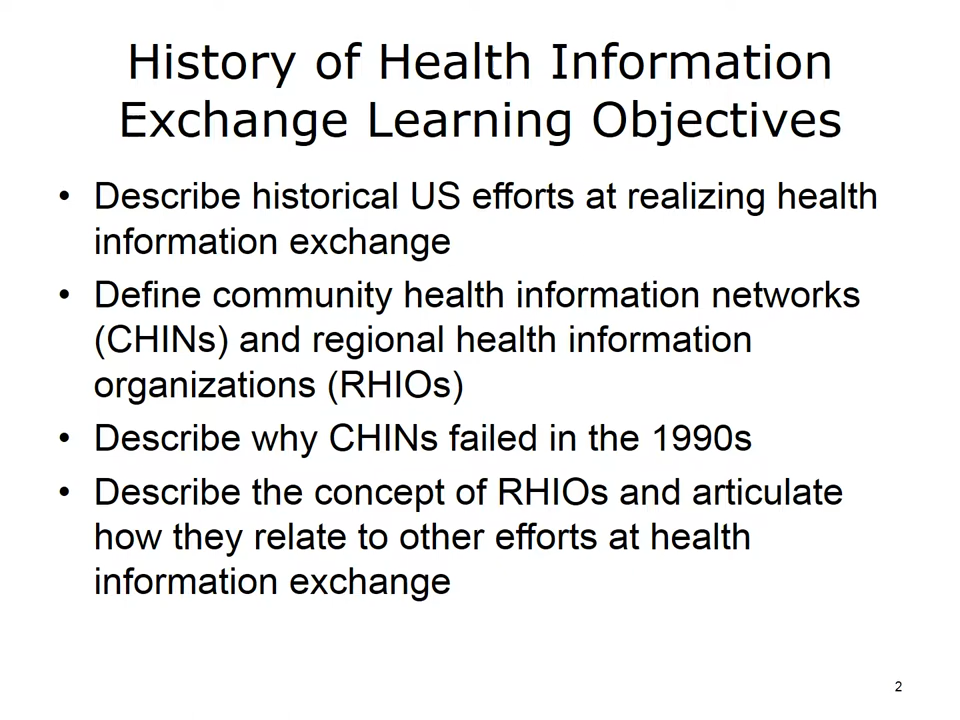 History of Health Information
Exchange Learning Objectives
• Describe historical US efforts at realizing health
information exchange
• Define community health information networks
(CHINs) and regional health information
organizations (RHIOs)
• Describe why CHINs failed in the 1990s
• Describe the concept of RHIOs and articulate
how they relate to other efforts at health
information exchange
2